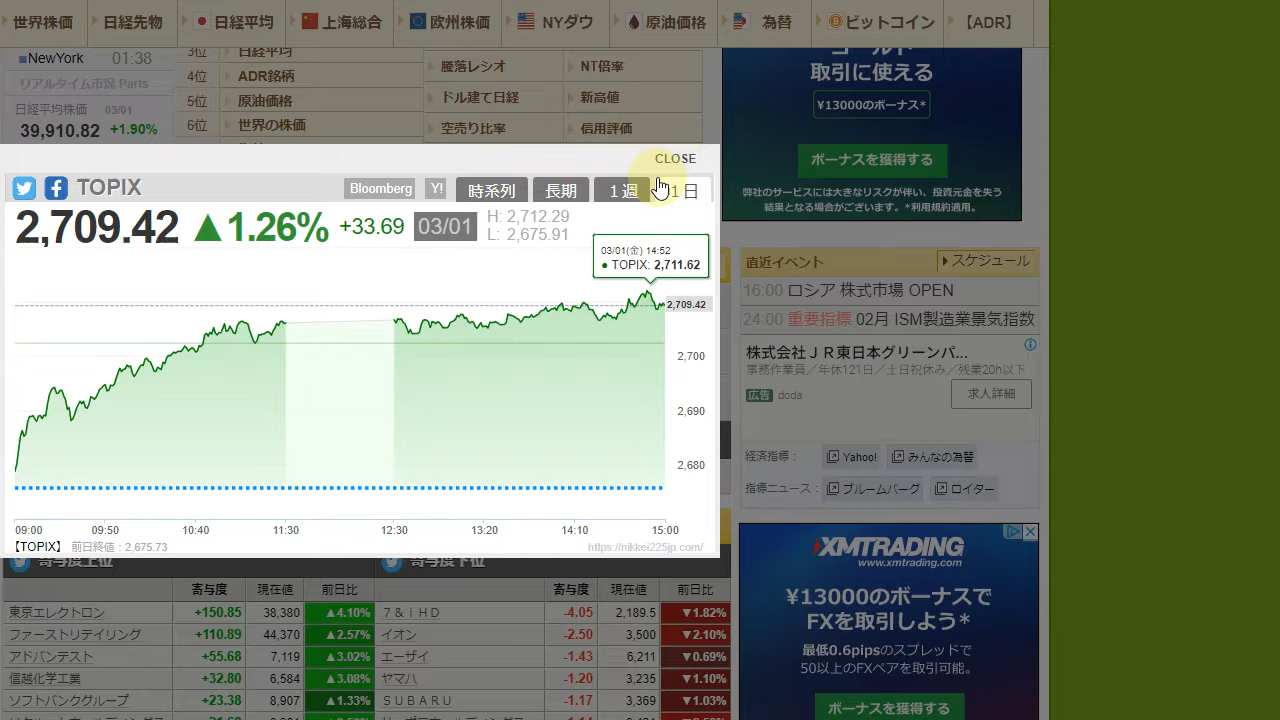 世界株価
日経先物
日経平均
上海総合
欧州株価
NYダウ
原油価格
為替
ビットコイン
【ADR】
NewYork 01:38
リアルタイム市況 Parts
日経平均株価 03/01
39,910.82 +1.90%
3位 日経平均
4位 ADR銘柄
5位 原油価格
6位 世界の株価
騰落レシオ
NT倍率
ドル建て日経
新高値
空売り比率
信用評価
取引に使える
¥13000のボーナス*
ボーナスを獲得する
弊社のサービスには大きなリスクが伴い、投資元金を失う
結果となる場合がございます。*利用規約適用。
CLOSE
TOPIX
Bloomberg
Y!
時系列
長期
1週
1日
2,709.42 ▲1.26% +33.69 03/01
H: 2,712.29
L: 2,675.91
03/01(金) 14:52
● TOPIX: 2,711.62
2,709.42
2,700
2,690
2,680
09:00 09:50 10:40 11:30 12:30 13:20 14:10 15:00
【TOPIX】 前日終値 : 2,675.73
https://nikkei225jp.com/
直近イベント
スケジュール
16:00 ロシア 株式市場 OPEN
24:00 重要指標 02月 ISM製造業景気指数
株式会社ＪＲ東日本グリーンパ...
事務作業員／年休121日／土日祝休み／残業20h以下
広告 doda
求人詳細
経済指標： Yahoo! みんなの為替
指標ニュース： ブルームバーグ ロイター
XMTRADING
www.xmtrading.com
¥13000のボーナスで
FXを取引しよう*
最低0.6pipsのスプレッドで
50以上のFXペアを取引可能。
ボーナスを獲得する
寄与度上位
寄与度下位
寄与度 現在値 前日比
寄与度 現在値 前日比
東京エレクトロン +150.85 38,380 ▲4.10%
７＆ｉＨＤ -4.05 2,189.5 ▼1.82%
ファーストリテイリング +110.89 44,370 ▲2.57%
イオン -2.50 3,500 ▼2.10%
アドバンテスト +55.68 7,119 ▲3.02%
エーザイ -1.43 6,211 ▼0.69%
信越化学工業 +32.80 6,584 ▲3.08%
ヤマハ -1.20 3,235 ▼1.10%
ソフトバンクグループ +23.38 8,907 ▲1.33%
ＳＵＢＡＲＵ -1.17 3,369 ▼1.03%